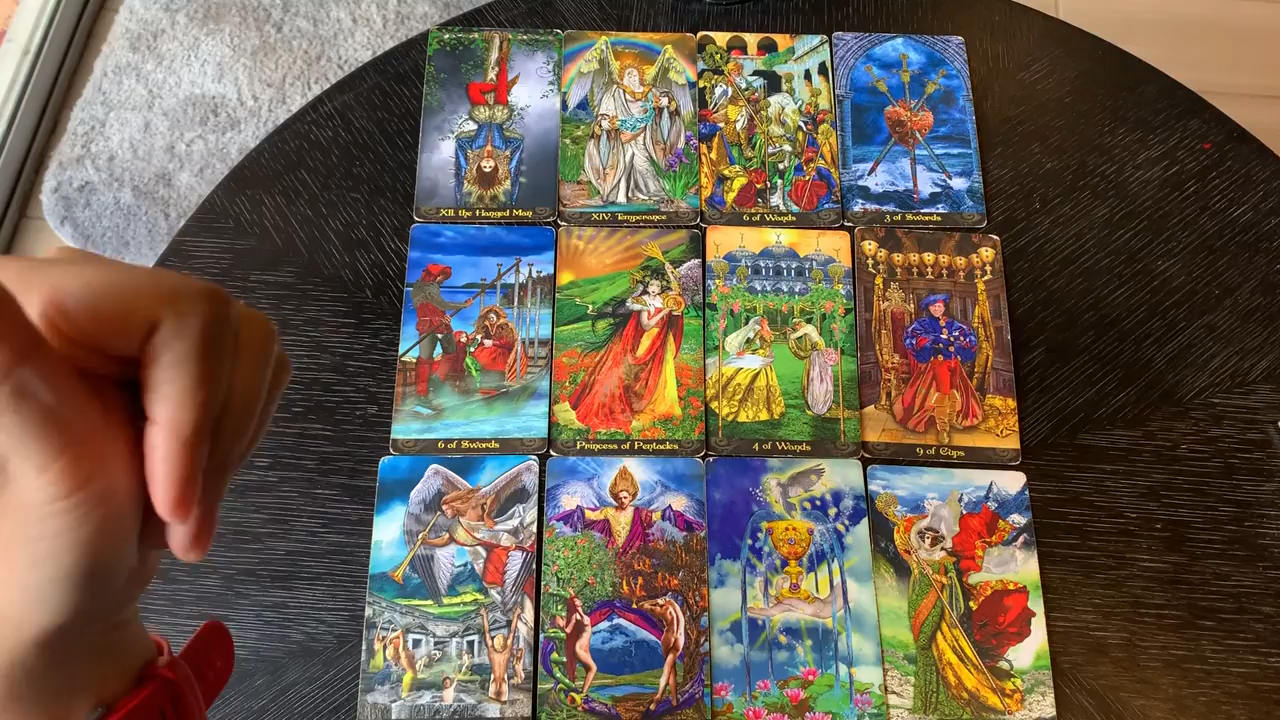 XII. the Hanged Man
XIV. Temperance
6 of Wands
3 of Swords
6 of Swords
Princess of Pentacles
4 of Wands
9 of Cups